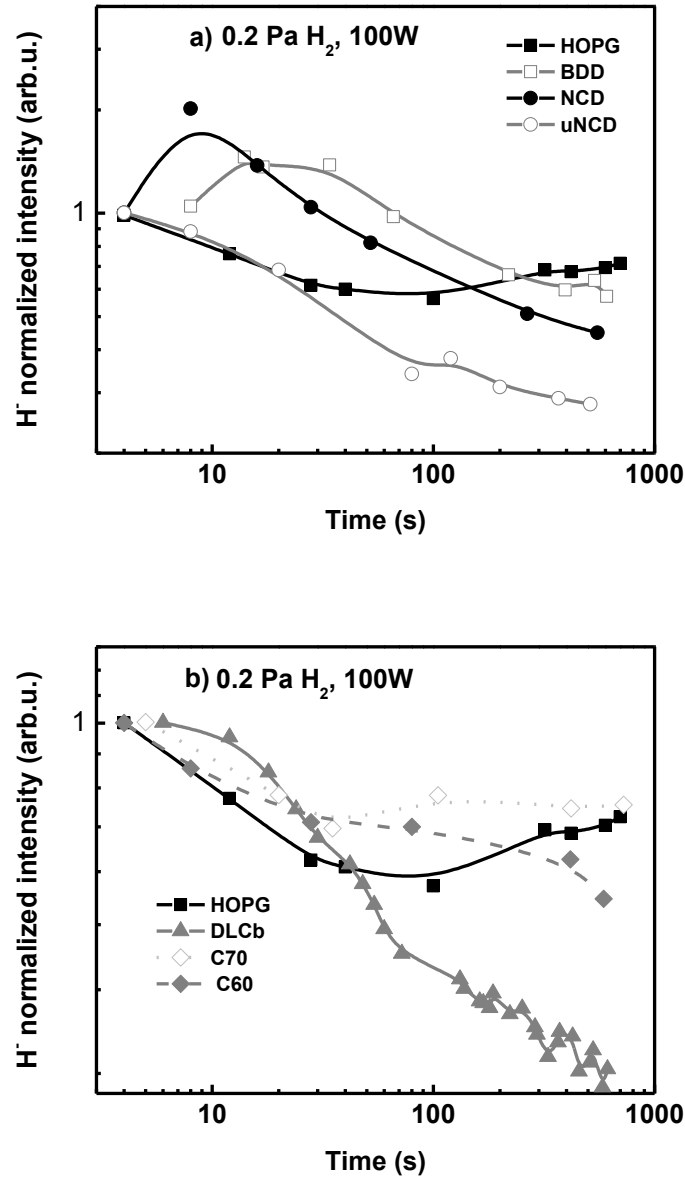 a) 0.2 Pa H₂, 100W
HOPG
BDD
NCD
uNCD
H⁻ normalized intensity (arb.u.)
1
10 100 1000
Time (s)
b) 0.2 Pa H₂, 100W
H⁻ normalized intensity (arb.u.)
1
HOPG
DLCb
C70
C60
10 100 1000
Time (s)